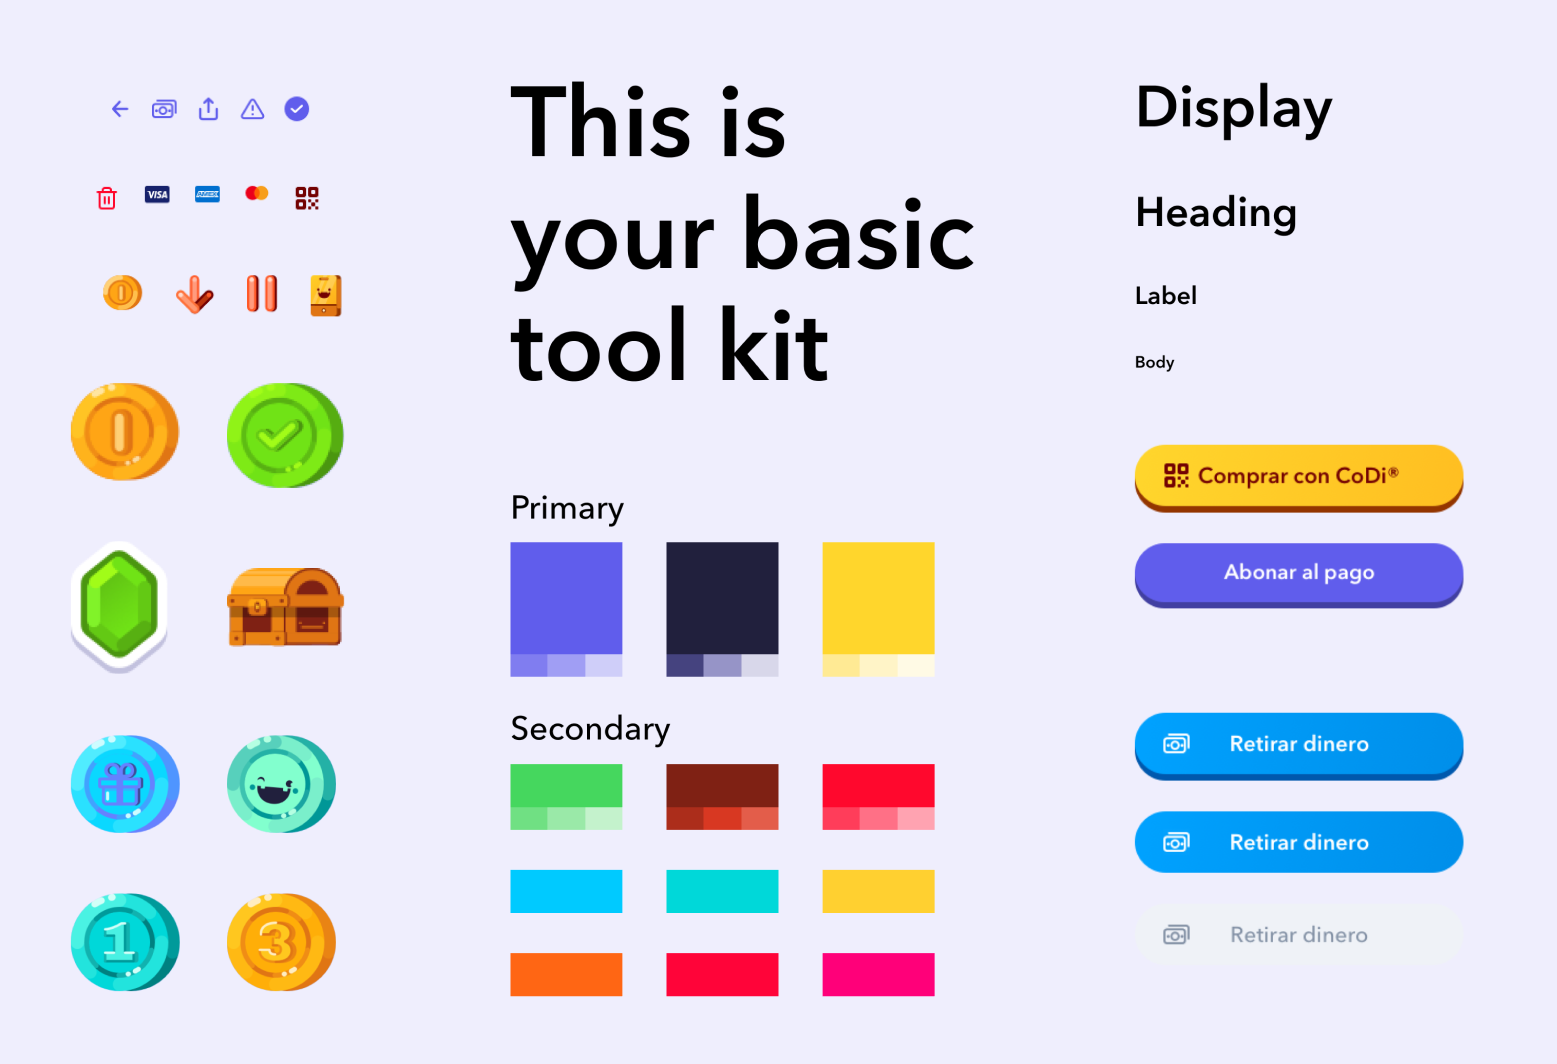 VISA
AMEX
1
3
This is
your basic
tool kit
Primary
Secondary
Display
Heading
Label
Body
Comprar con CoDi®
Abonar al pago
Retirar dinero
Retirar dinero
Retirar dinero